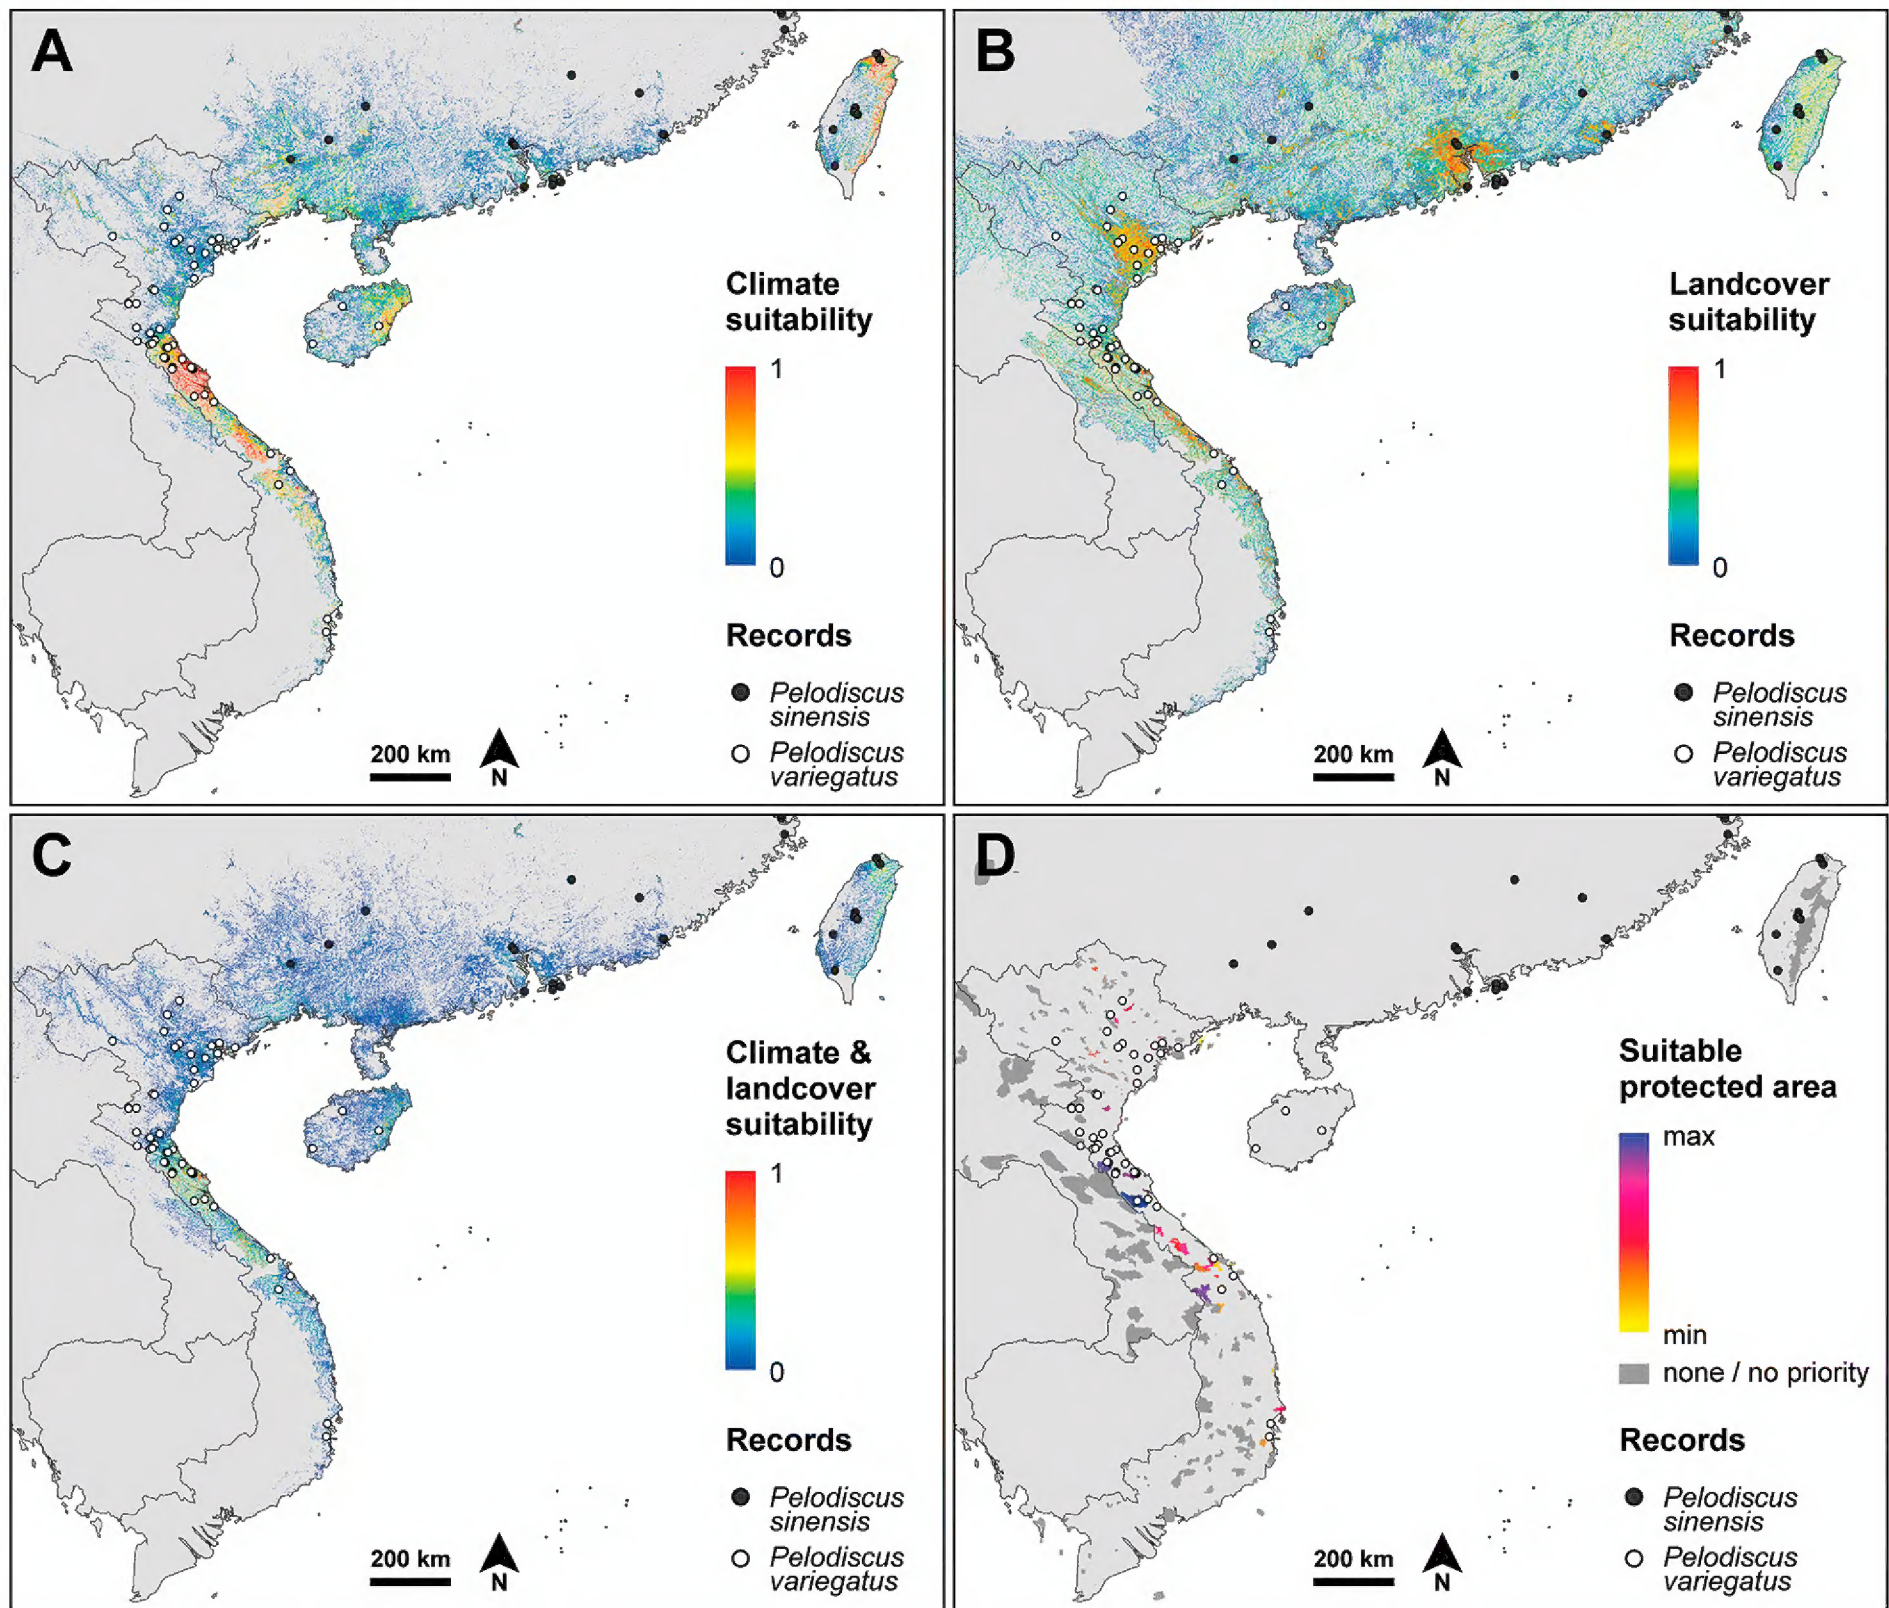 A
Climate
suitability
1
0
Records
Pelodiscus
sinensis
Pelodiscus
variegatus
200 km
N
B
Landcover
suitability
1
0
Records
Pelodiscus
sinensis
Pelodiscus
variegatus
200 km
N
C
Climate &
landcover
suitability
1
0
Records
Pelodiscus
sinensis
Pelodiscus
variegatus
200 km
N
D
Suitable
protected area
max
min
none / no priority
Records
Pelodiscus
sinensis
Pelodiscus
variegatus
200 km
N